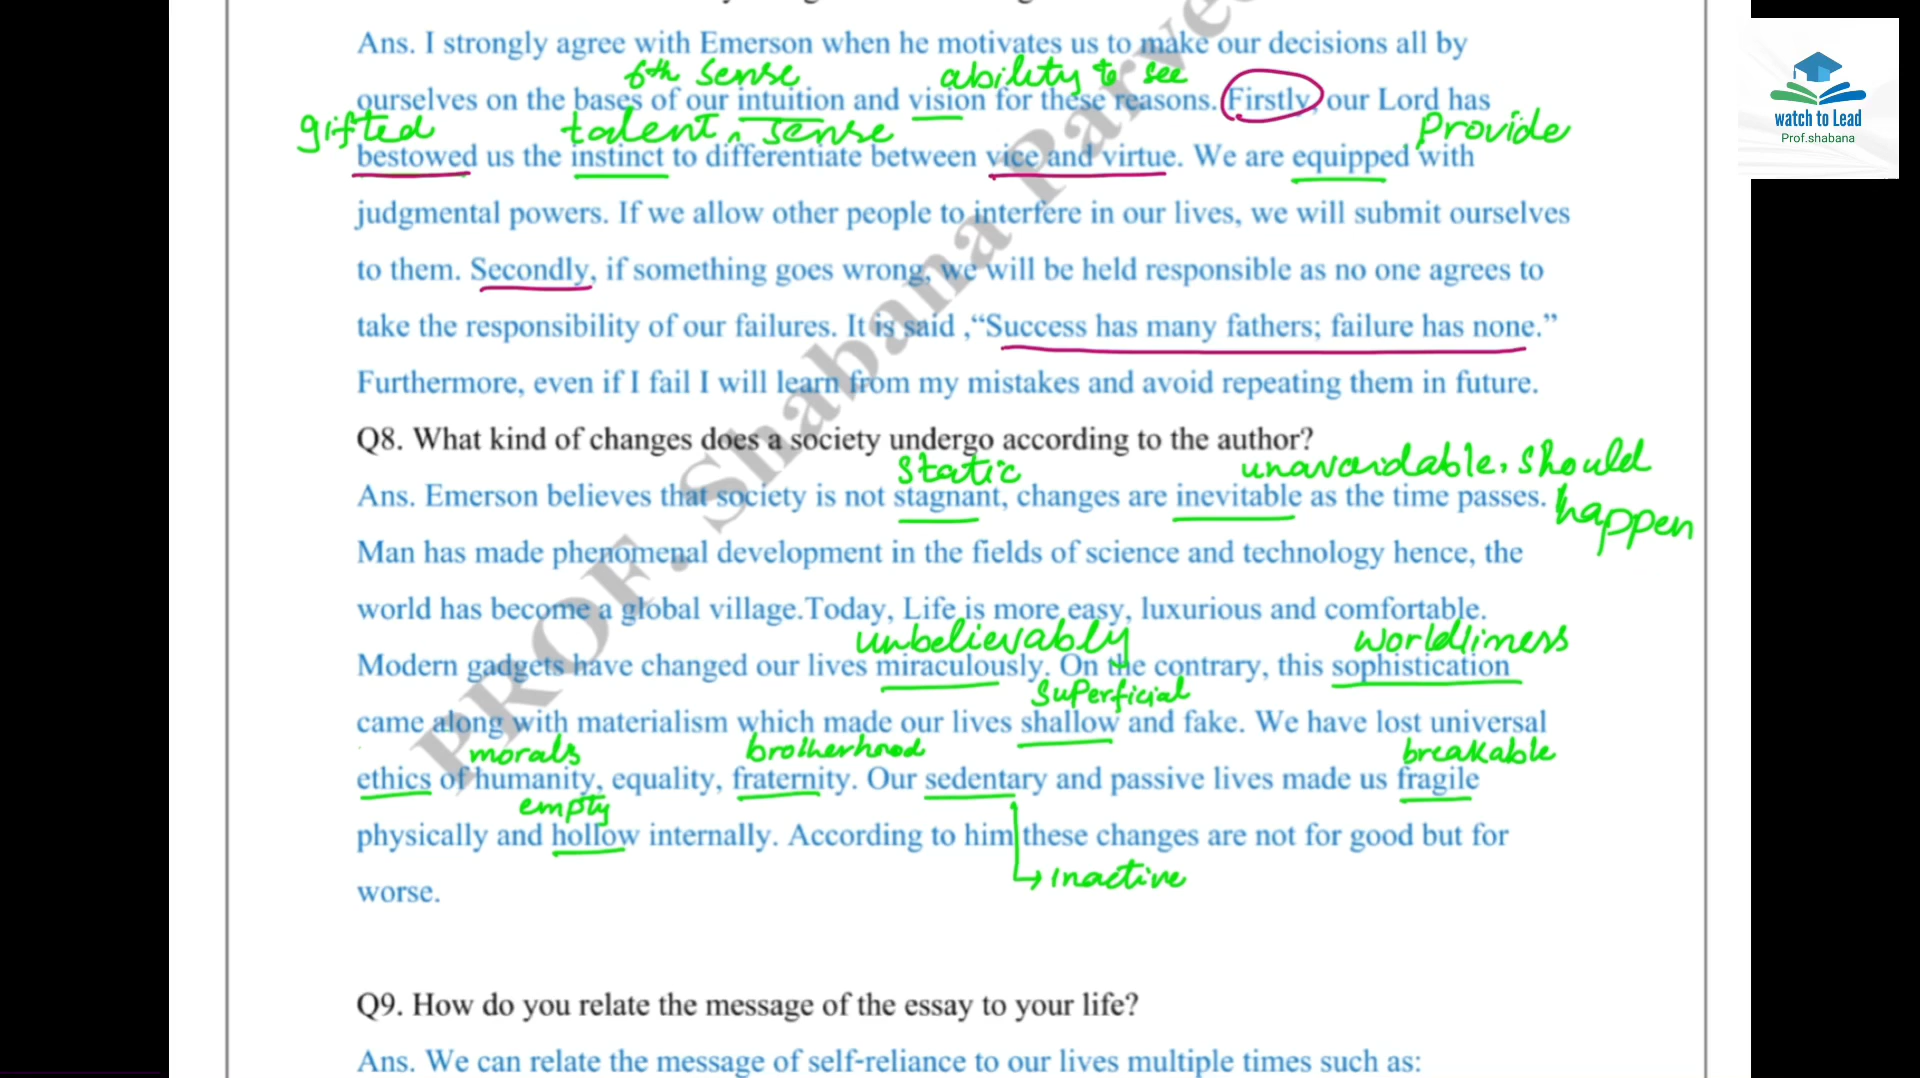 Ans. I strongly agree with Emerson when he motivates us to make our decisions all by
6th sense ability to see
ourselves on the bases of our intuition and vision for these reasons. Firstly, our Lord has
gifted talent, sense Provide
bestowed us the instinct to differentiate between vice and virtue. We are equipped with
judgmental powers. If we allow other people to interfere in our lives, we will submit ourselves
to them. Secondly, if something goes wrong, we will be held responsible as no one agrees to
take the responsibility of our failures. It is said ,“Success has many fathers; failure has none.”
Furthermore, even if I fail I will learn from my mistakes and avoid repeating them in future.
Q8. What kind of changes does a society undergo according to the author?
static unavoidable, should
Ans. Emerson believes that society is not stagnant, changes are inevitable as the time passes.
happen
Man has made phenomenal development in the fields of science and technology hence, the
world has become a global village.Today, Life is more easy, luxurious and comfortable.
unbelievably worldliness
Modern gadgets have changed our lives miraculously. On the contrary, this sophistication
superficial
came along with materialism which made our lives shallow and fake. We have lost universal
morals brotherhood breakable
ethics of humanity, equality, fraternity. Our sedentary and passive lives made us fragile
empty
physically and hollow internally. According to him these changes are not for good but for
inactive
worse.
Q9. How do you relate the message of the essay to your life?
Ans. We can relate the message of self-reliance to our lives multiple times such as:
PROF. Shabana Parvee
watch to Lead
Prof.shabana